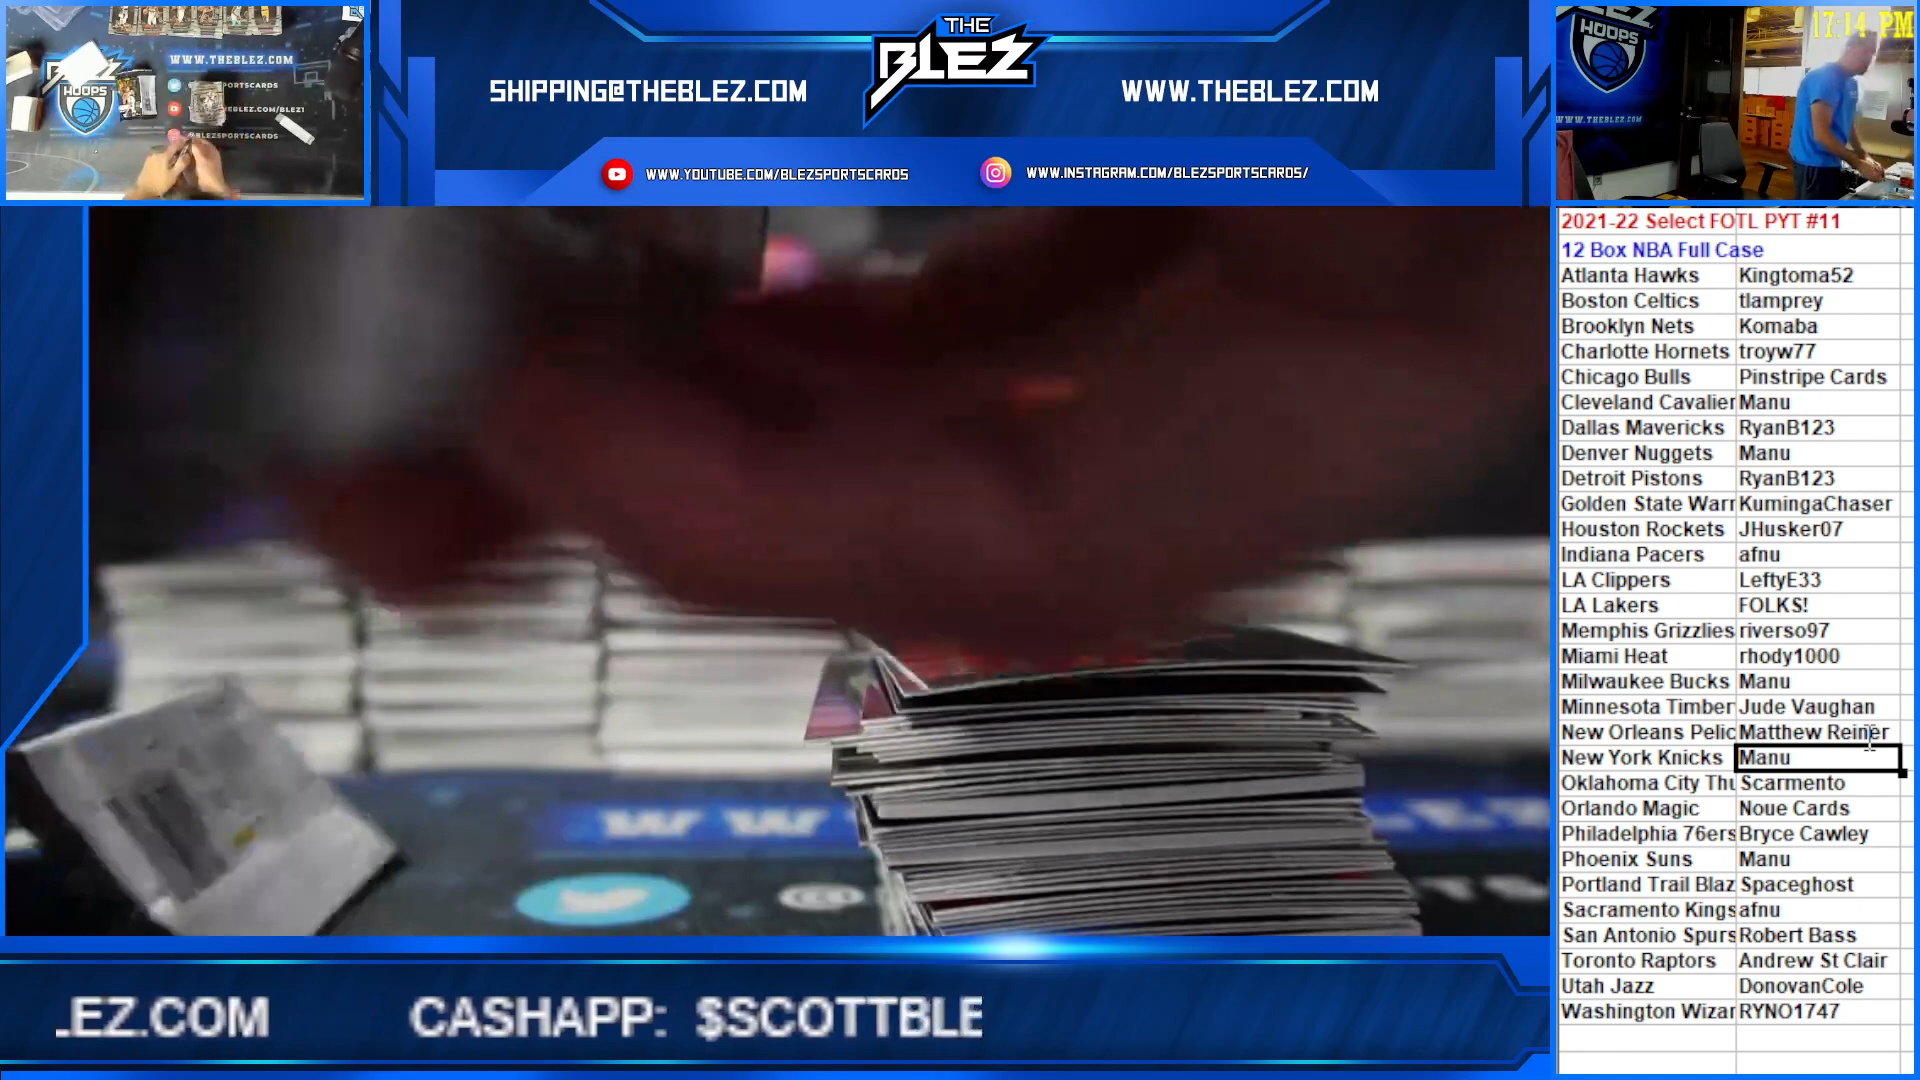 WWW.THEBLEZ.COM
HOOPS
SHIPPING@THEBLEZ.COM
THE
BLEZ
WWW.THEBLEZ.COM
WWW.YOUTUBE.COM/BLEZSPORTSCARDS
WWW.INSTAGRAM.COM/BLEZSPORTSCARDS/
17:14 PM
HOOPS
WWW.THEBLEZ.COM
2021-22 Select FOTL PYT #11
12 Box NBA Full Case
Atlanta Hawks Kingtoma52
Boston Celtics tlamprey
Brooklyn Nets Komaba
Charlotte Hornets troyw77
Chicago Bulls Pinstripe Cards
Cleveland Cavalier Manu
Dallas Mavericks RyanB123
Denver Nuggets Manu
Detroit Pistons RyanB123
Golden State Warr KumingaChaser
Houston Rockets JHusker07
Indiana Pacers afnu
LA Clippers LeftyE33
LA Lakers FOLKS!
Memphis Grizzlies riverso97
Miami Heat rhody1000
Milwaukee Bucks Manu
Minnesota Timber Jude Vaughan
New Orleans Pelic Matthew Reiner
New York Knicks Manu
Oklahoma City Thu Scarmento
Orlando Magic Noue Cards
Philadelphia 76ers Bryce Cawley
Phoenix Suns Manu
Portland Trail Blaz Spaceghost
Sacramento Kings afnu
San Antonio Spurs Robert Bass
Toronto Raptors Andrew St Clair
Utah Jazz DonovanCole
Washington Wizar RYNO1747
.EZ.COM CASHAPP: $SCOTTBLE